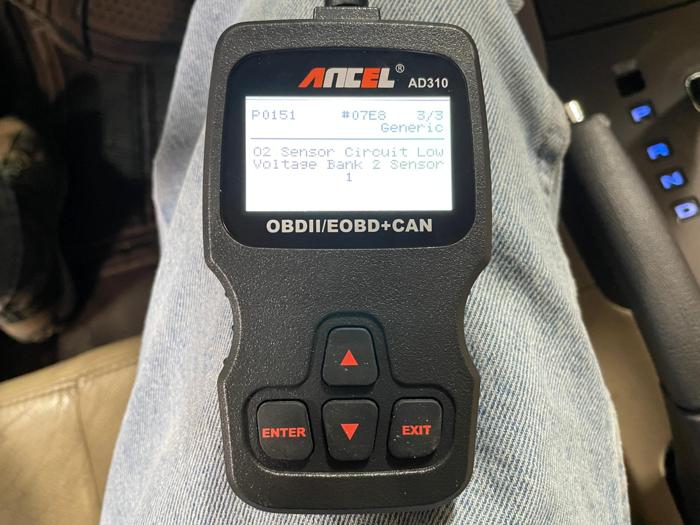 ANCEL® AD310
P0151 #07E8 3/3
Generic
O2 Sensor Circuit Low
Voltage Bank 2 Sensor
1
OBDII/EOBD+CAN
ENTER
EXIT
P
R
N
D